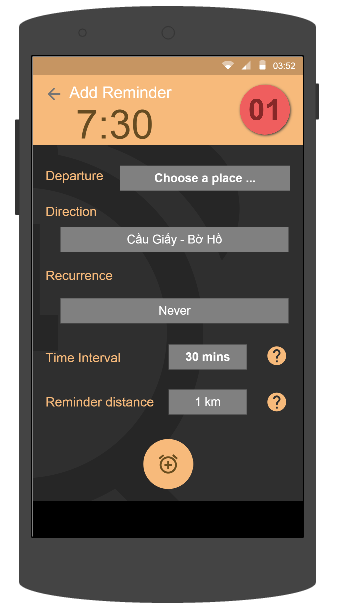 03:52
Add Reminder
7:30
01
Departure
Choose a place ...
Direction
Cầu Giấy - Bờ Hồ
Recurrence
Never
Time Interval
30 mins
?
Reminder distance
1 km
?